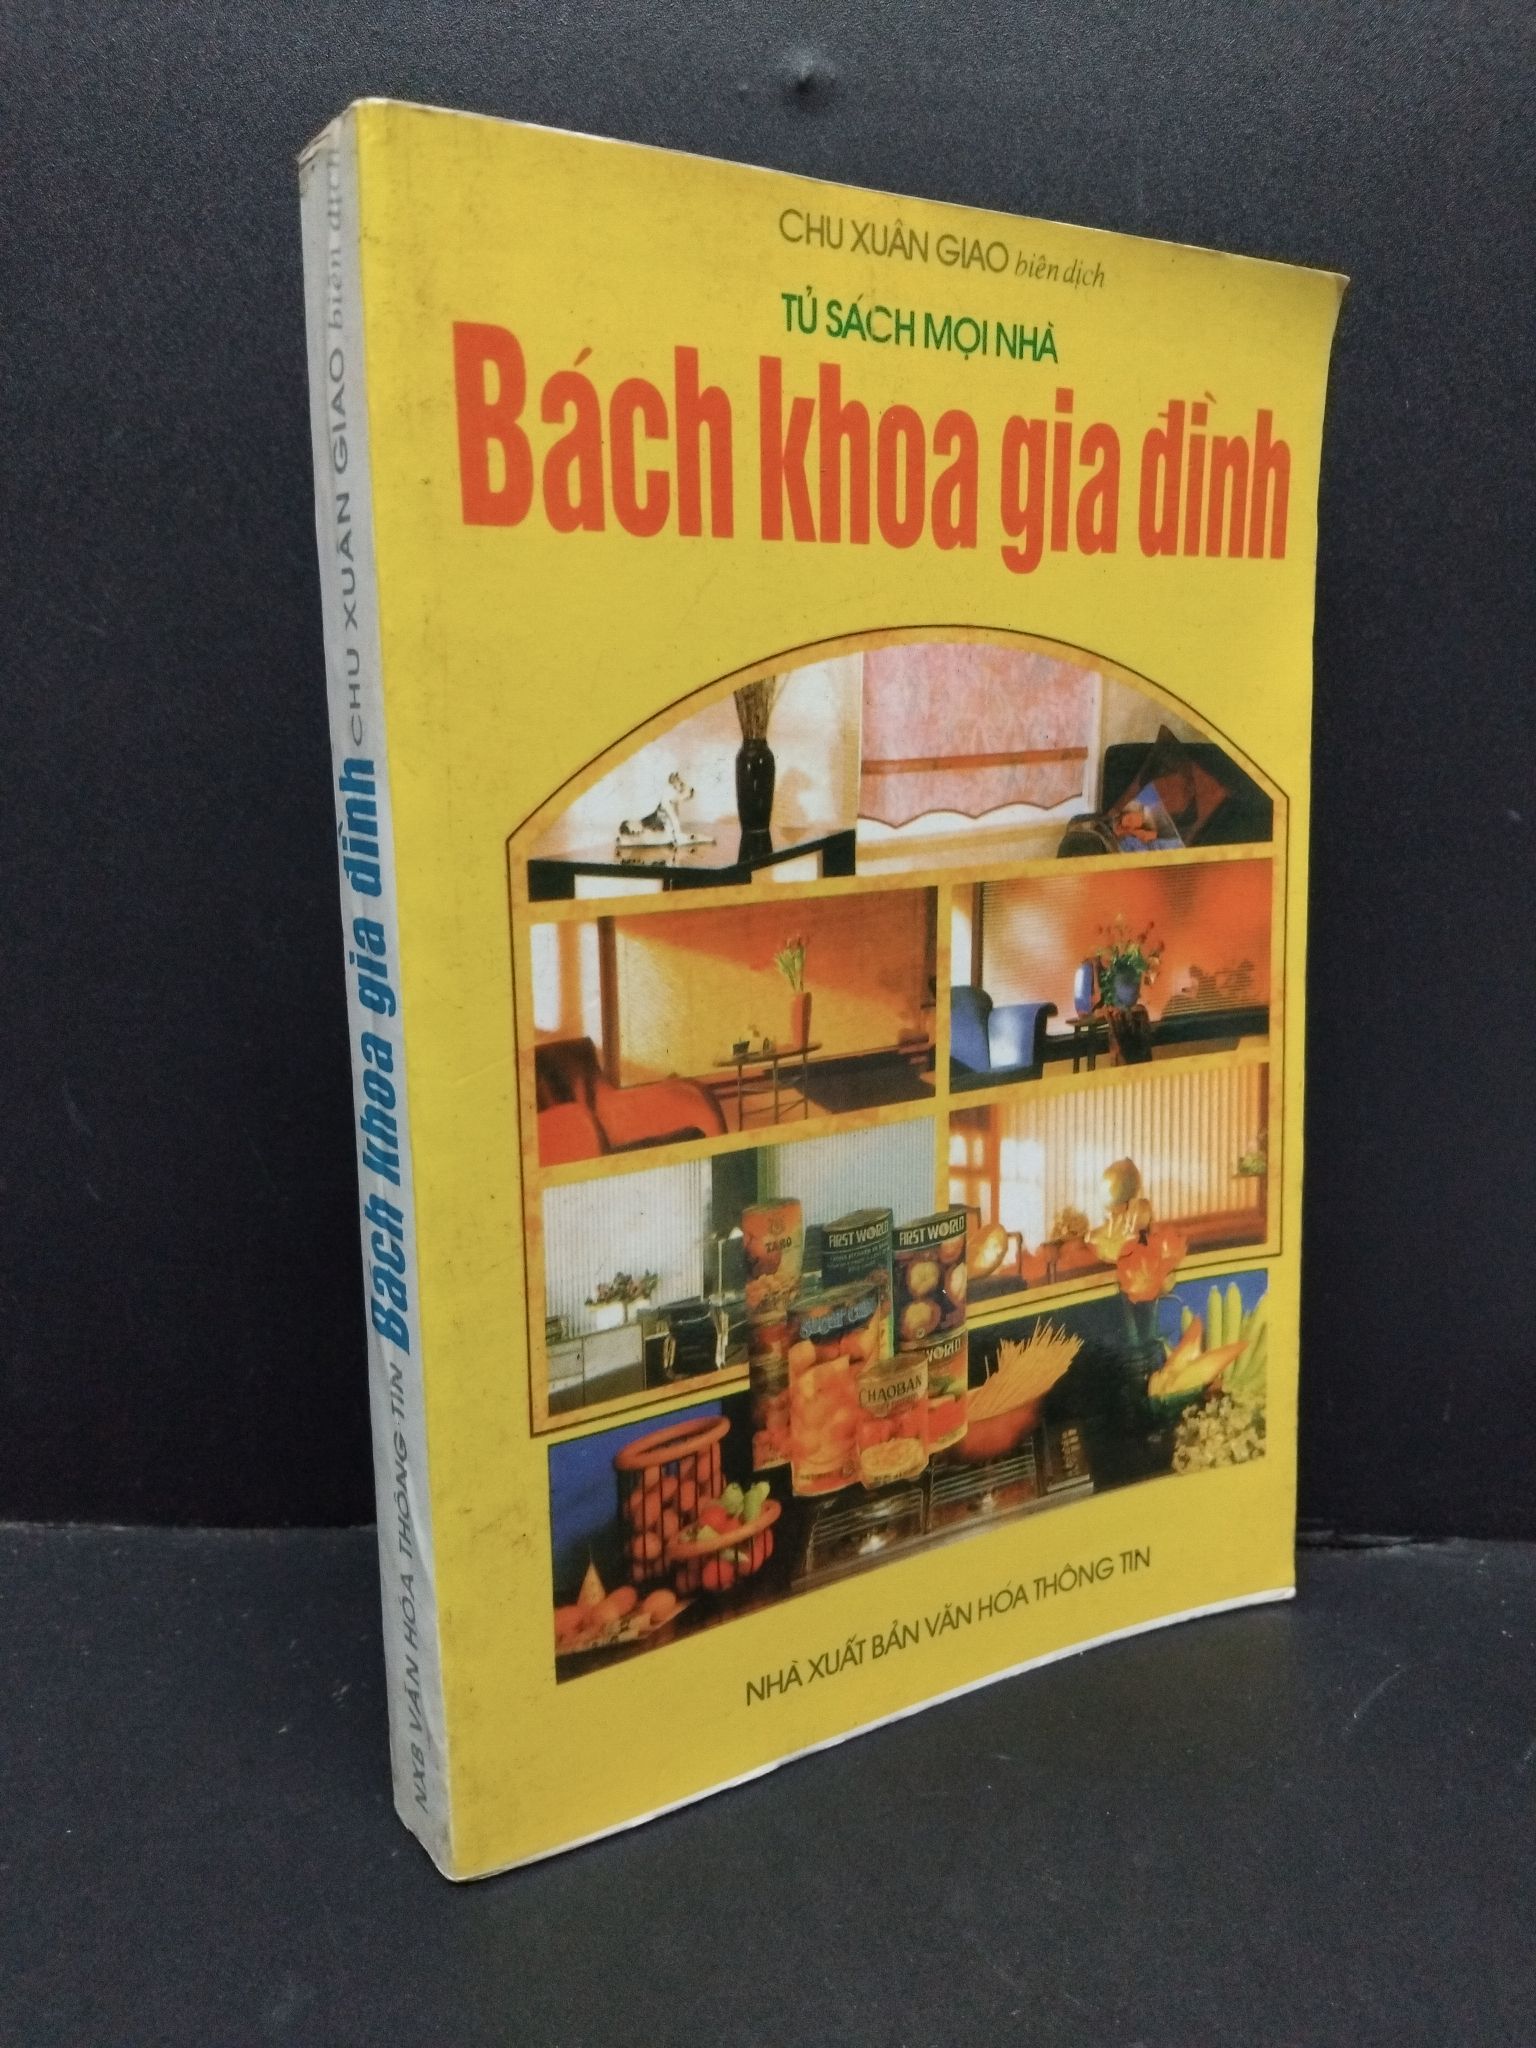 CHU XUÂN GIAO biên dịch
TỦ SÁCH MỌI NHÀ
Bách khoa gia đình
TARO
FIRST WORLD
FIRST WORLD
WORLD
CHAOBAN
NHÀ XUẤT BẢN VĂN HÓA THÔNG TIN
NXB VĂN HÓA THÔNG TIN Bách khoa gia đình CHU XUÂN GIAO biên dịch